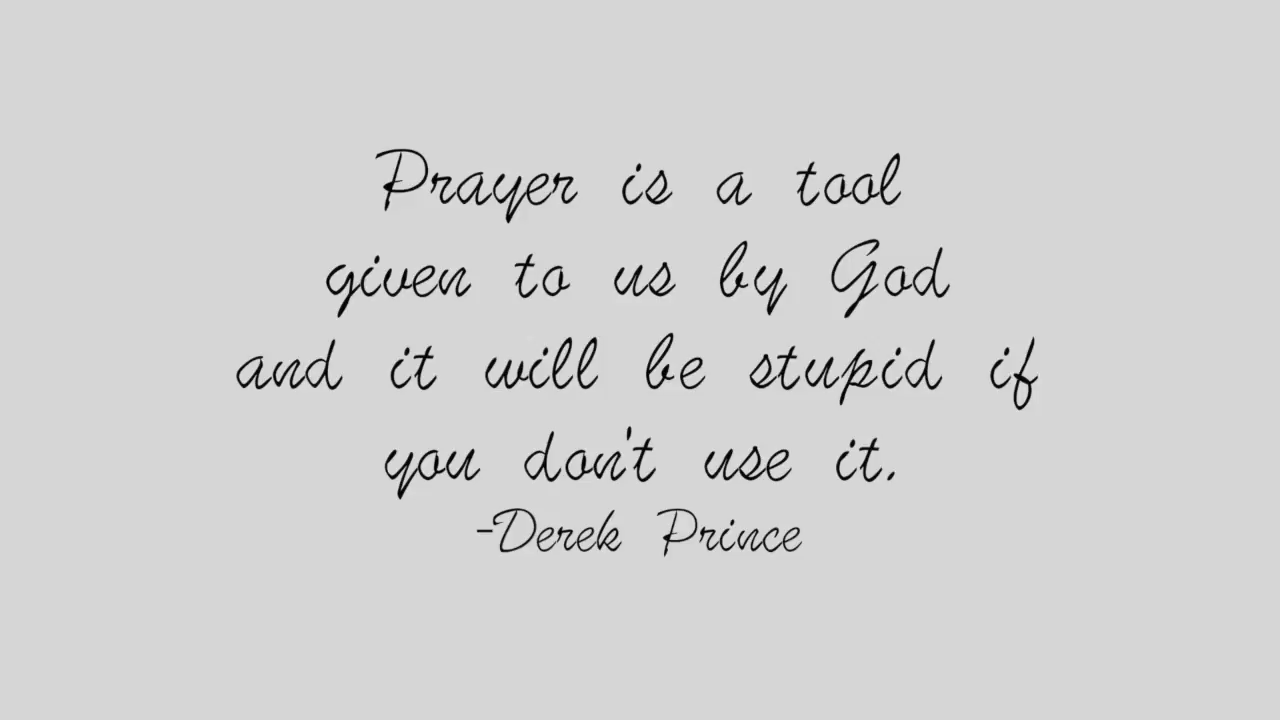 Prayer is a tool
given to us by God
and it will be stupid if
you don't use it.
-Derek Prince